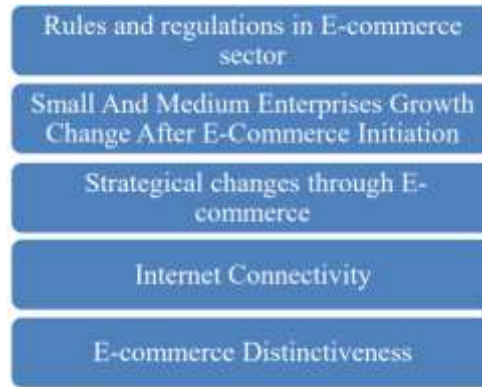 Rules and regulations in E-commerce
sector
Small And Medium Enterprises Growth
Change After E-Commerce Initiation
Strategical changes through E-
commerce
Internet Connectivity
E-commerce Distinctiveness